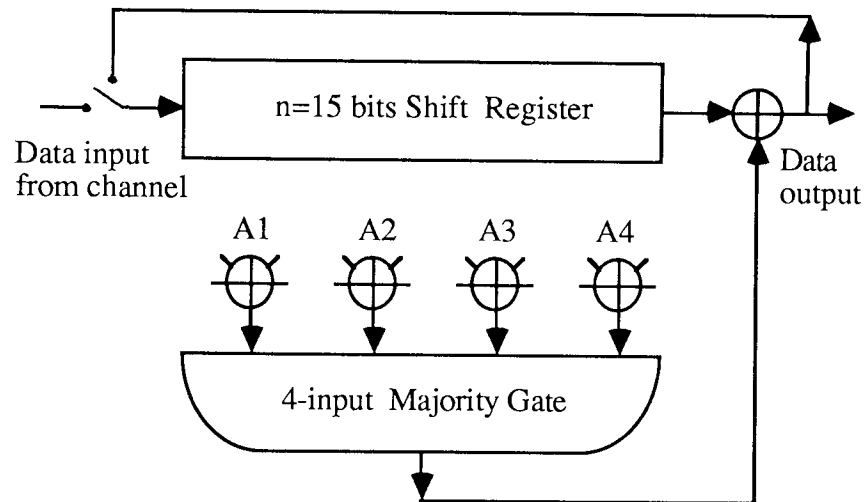 n=15 bits Shift Register
Data input
from channel
Data
output
A1
A2
A3
A4
4-input Majority Gate